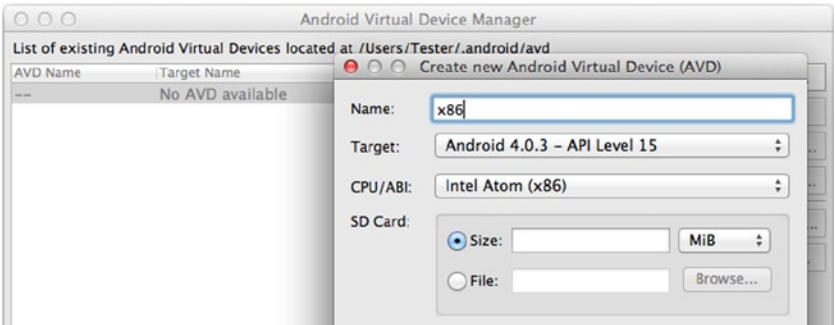 Android Virtual Device Manager
List of existing Android Virtual Devices located at /Users/Tester/.android/avd
AVD Name Target Name
-- No AVD available
Create new Android Virtual Device (AVD)
Name: x86
Target: Android 4.0.3 – API Level 15
CPU/ABI: Intel Atom (x86)
SD Card:
Size: MiB
File: Browse...